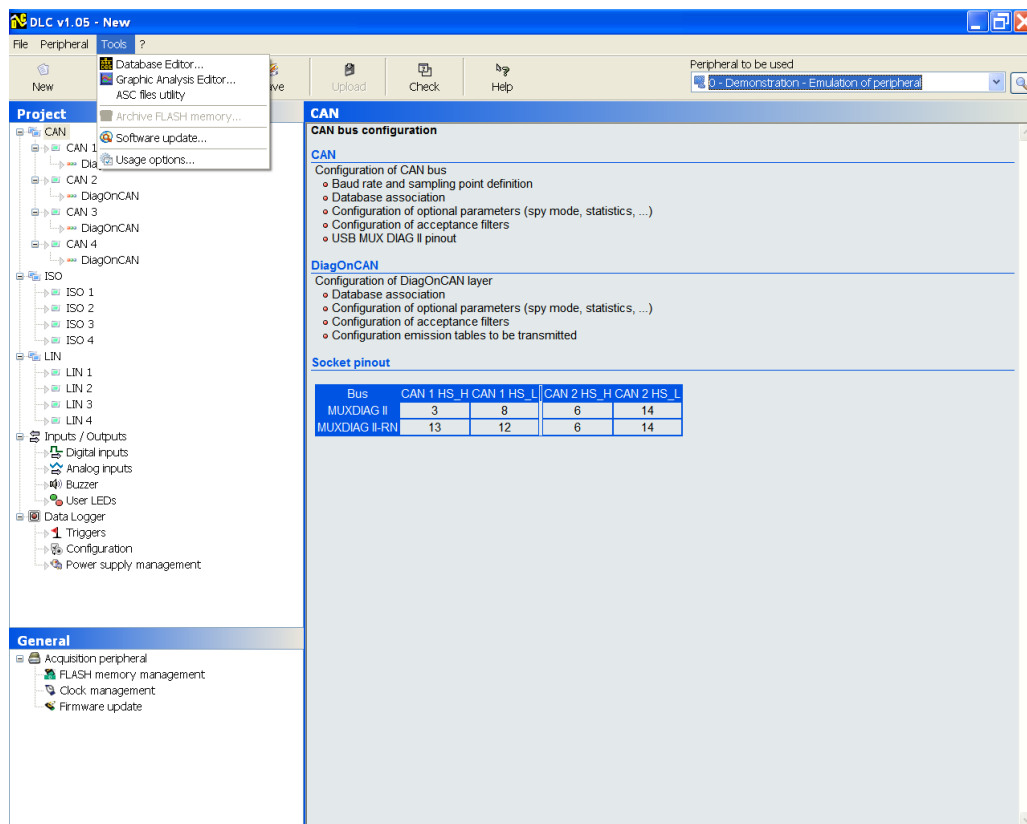 DLC v1.05 - New
File Peripheral Tools ?
New
Upload
Check
Help
Peripheral to be used
0 - Demonstration - Emulation of peripheral
Database Editor...
Graphic Analysis Editor...
ASC files utility
Archive FLASH memory...
Software update...
Usage options...
Project
CAN
CAN 1
CAN 2
DiagOnCAN
CAN 3
DiagOnCAN
CAN 4
DiagOnCAN
ISO
ISO 1
ISO 2
ISO 3
ISO 4
LIN
LIN 1
LIN 2
LIN 3
LIN 4
Inputs / Outputs
Digital inputs
Analog inputs
Buzzer
User LEDs
Data Logger
Triggers
Configuration
Power supply management
General
Acquisition peripheral
FLASH memory management
Clock management
Firmware update
CAN
CAN bus configuration
CAN
Configuration of CAN bus
Baud rate and sampling point definition
Database association
Configuration of optional parameters (spy mode, statistics, ...)
Configuration of acceptance filters
USB MUX DIAG II pinout
DiagOnCAN
Configuration of DiagOnCAN layer
Database association
Configuration of optional parameters (spy mode, statistics, ...)
Configuration of acceptance filters
Configuration emission tables to be transmitted
Socket pinout
Bus CAN 1 HS_H CAN 1 HS_L CAN 2 HS_H CAN 2 HS_L
MUXDIAG II 3 8 6 14
MUXDIAG II-RN 13 12 6 14